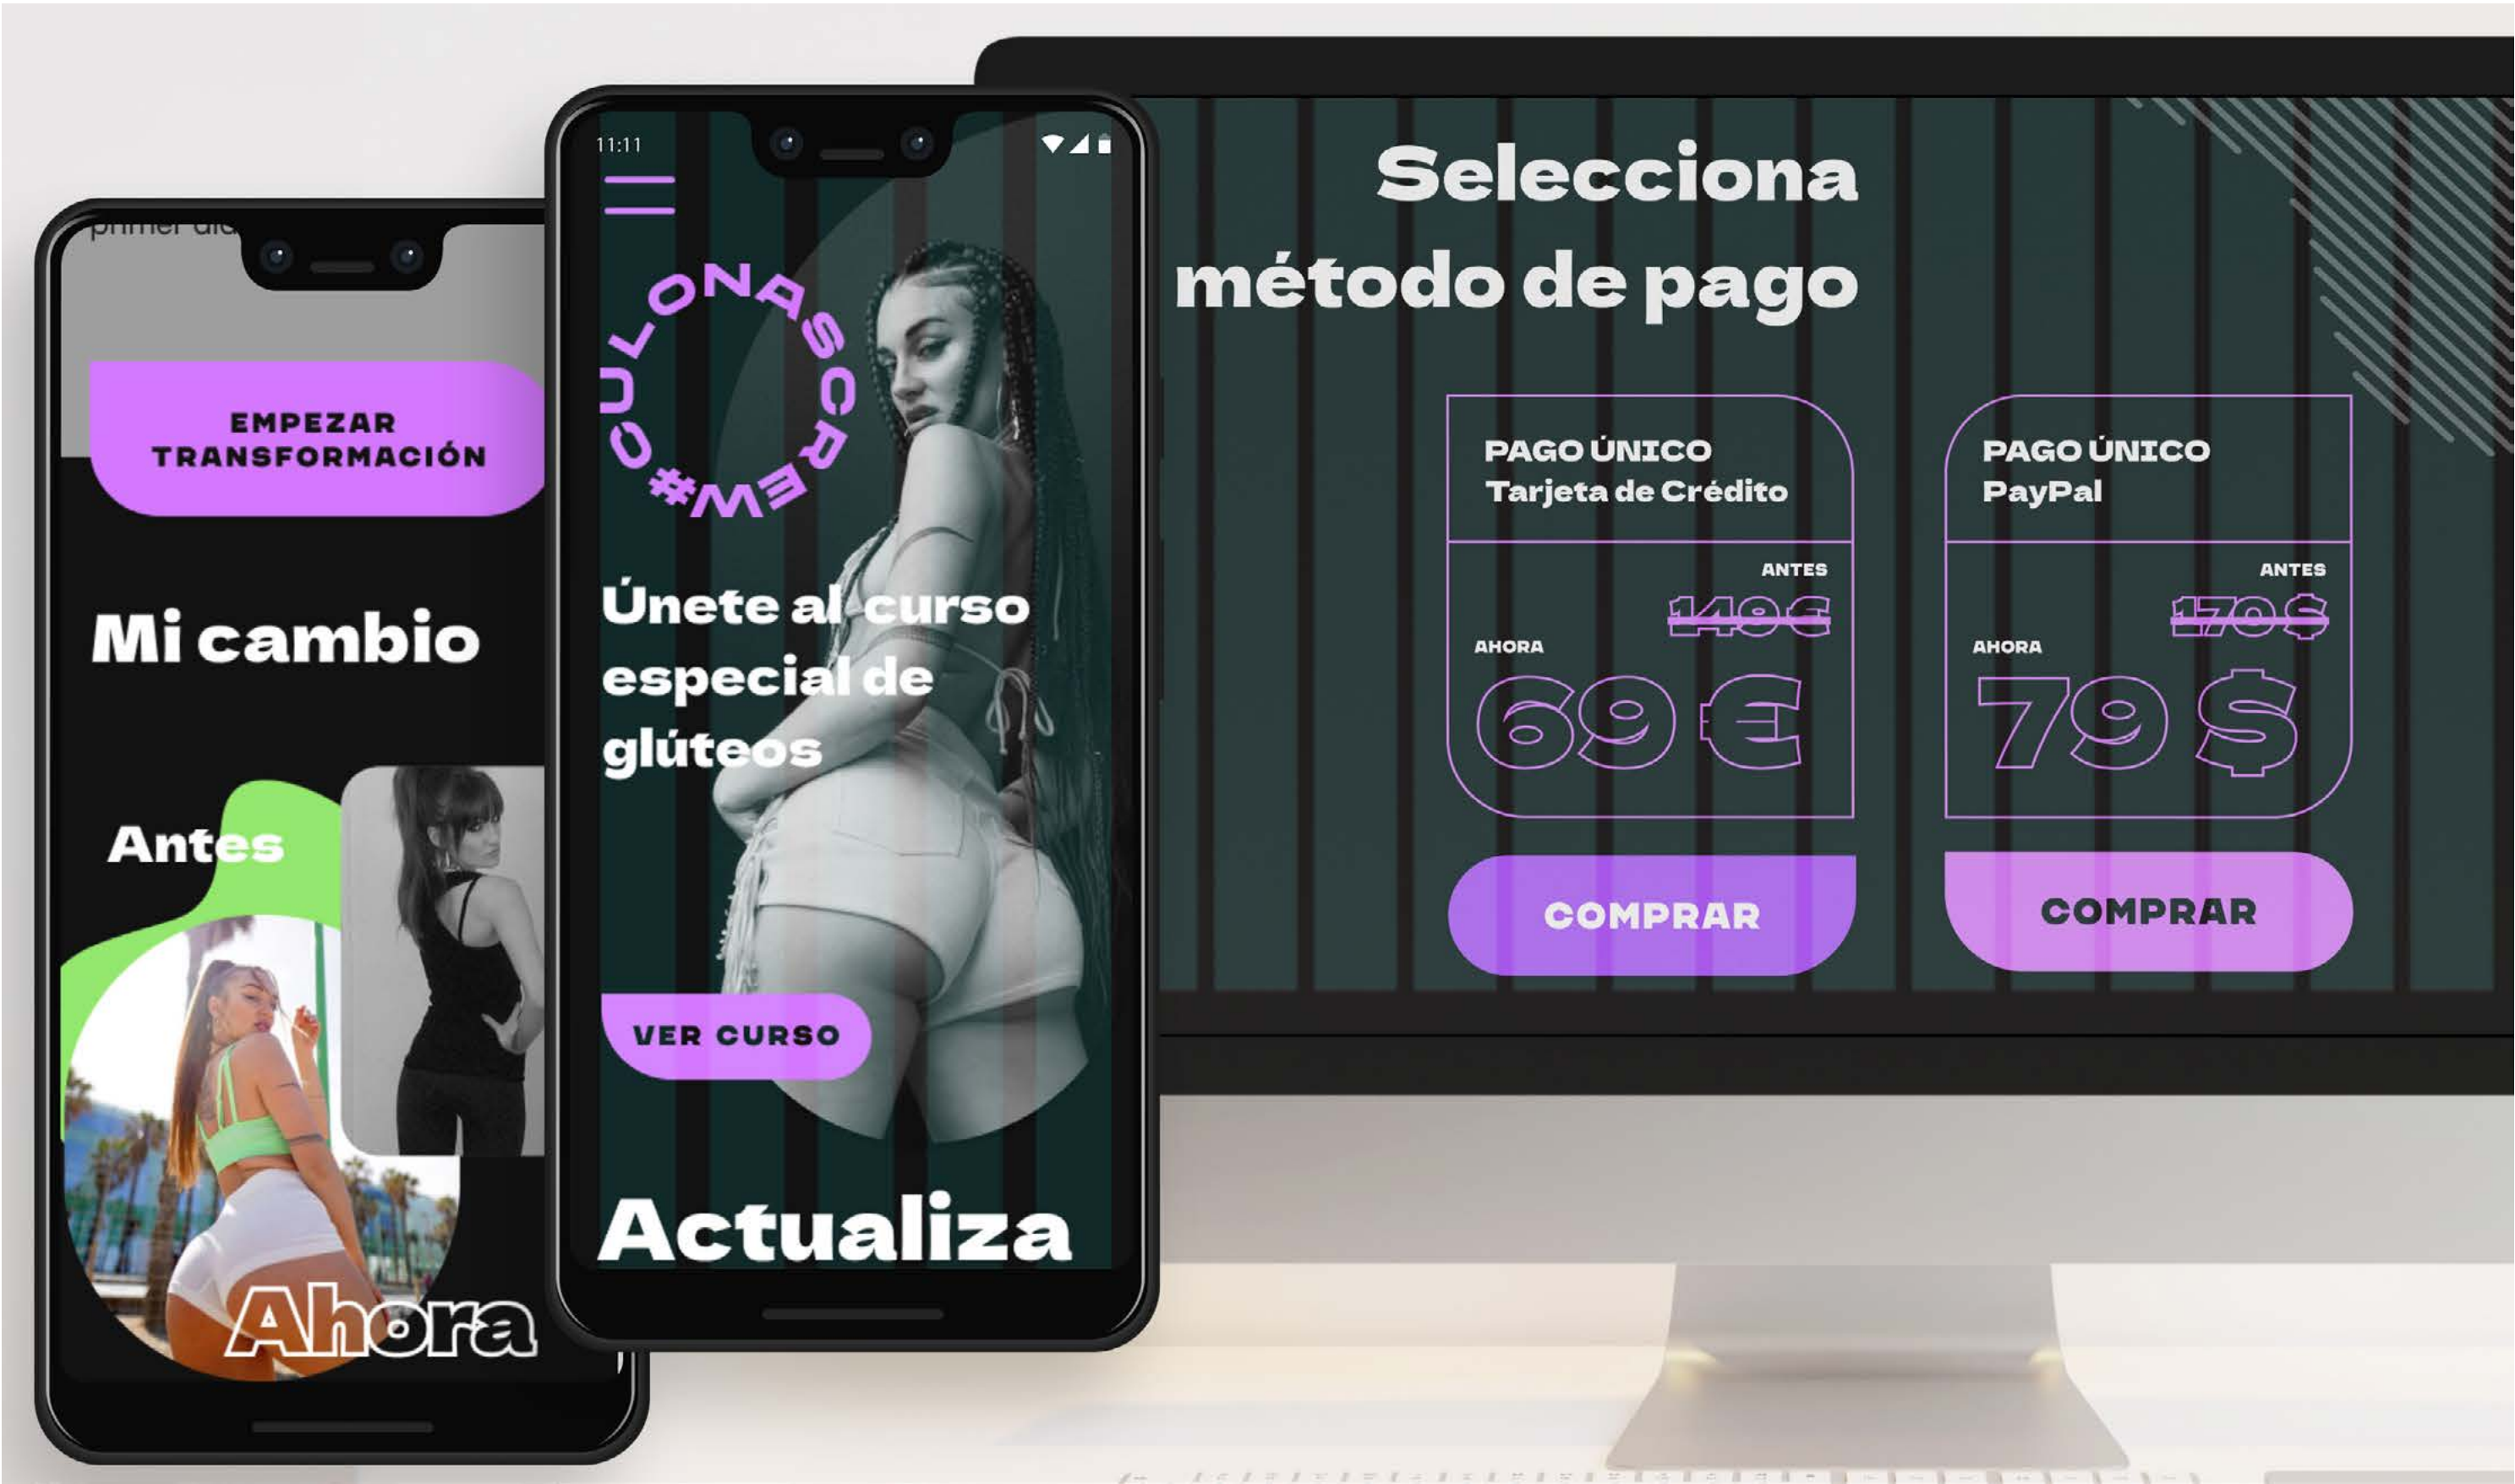 primer día
EMPEZAR
TRANSFORMACIÓN
Mi cambio
Antes
Ahora
11:11
#CULONASCREW
Únete al curso
especial de
glúteos
VER CURSO
Actualiza
Selecciona
método de pago
PAGO ÚNICO
Tarjeta de Crédito
ANTES
149 €
AHORA
69 €
COMPRAR
PAGO ÚNICO
PayPal
ANTES
170 $
AHORA
79 $
COMPRAR